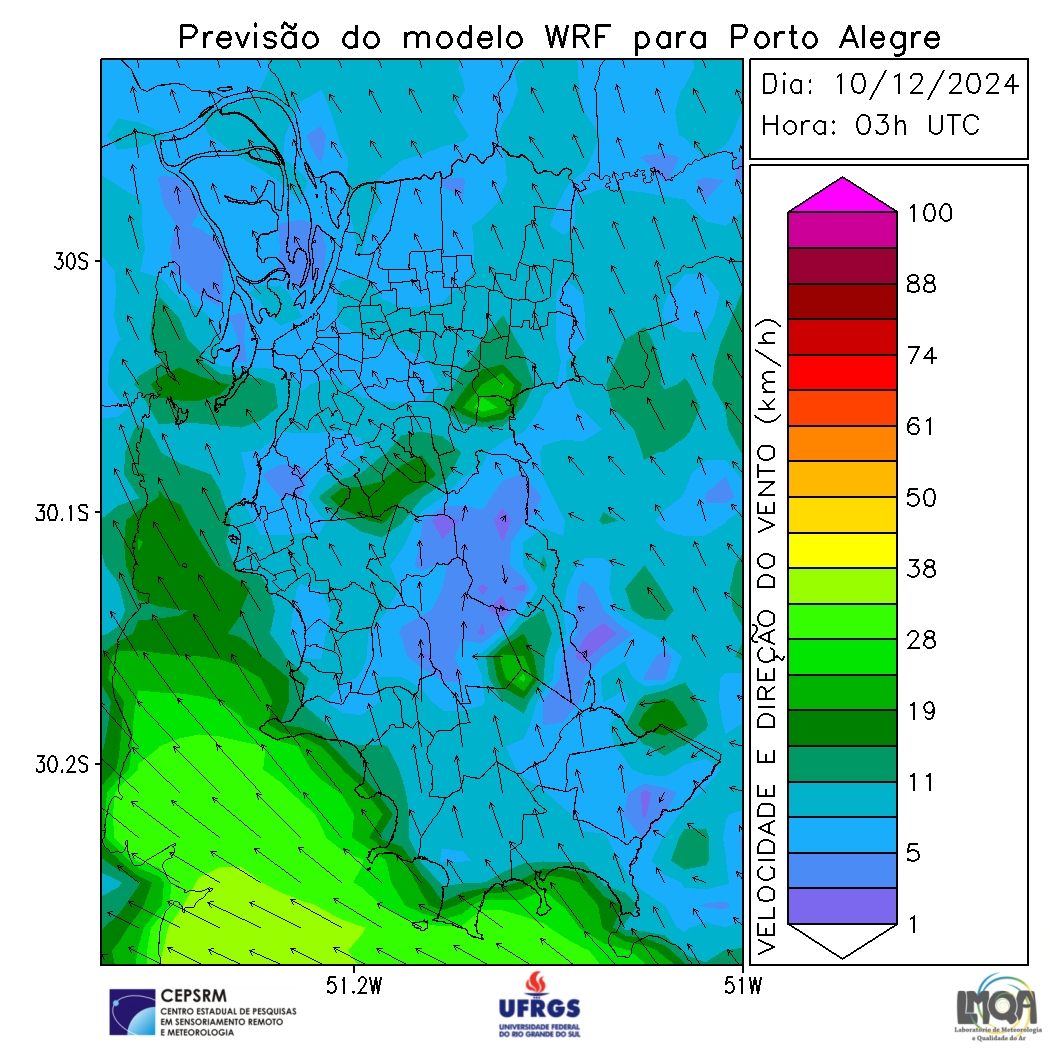 Previsão do modelo WRF para Porto Alegre
Dia: 10/12/2024
Hora: 03h UTC
30S
30.1S
30.2S
51.2W
51W
VELOCIDADE E DIREÇÃO DO VENTO (km/h)
100
88
74
61
50
38
28
19
11
5
1
CEPSRM
CENTRO ESTADUAL DE PESQUISAS
EM SENSORIAMENTO REMOTO
E METEOROLOGIA
UFRGS
UNIVERSIDADE FEDERAL
DO RIO GRANDE DO SUL
LMQA
Laboratório de Meteorologia
e Qualidade do Ar